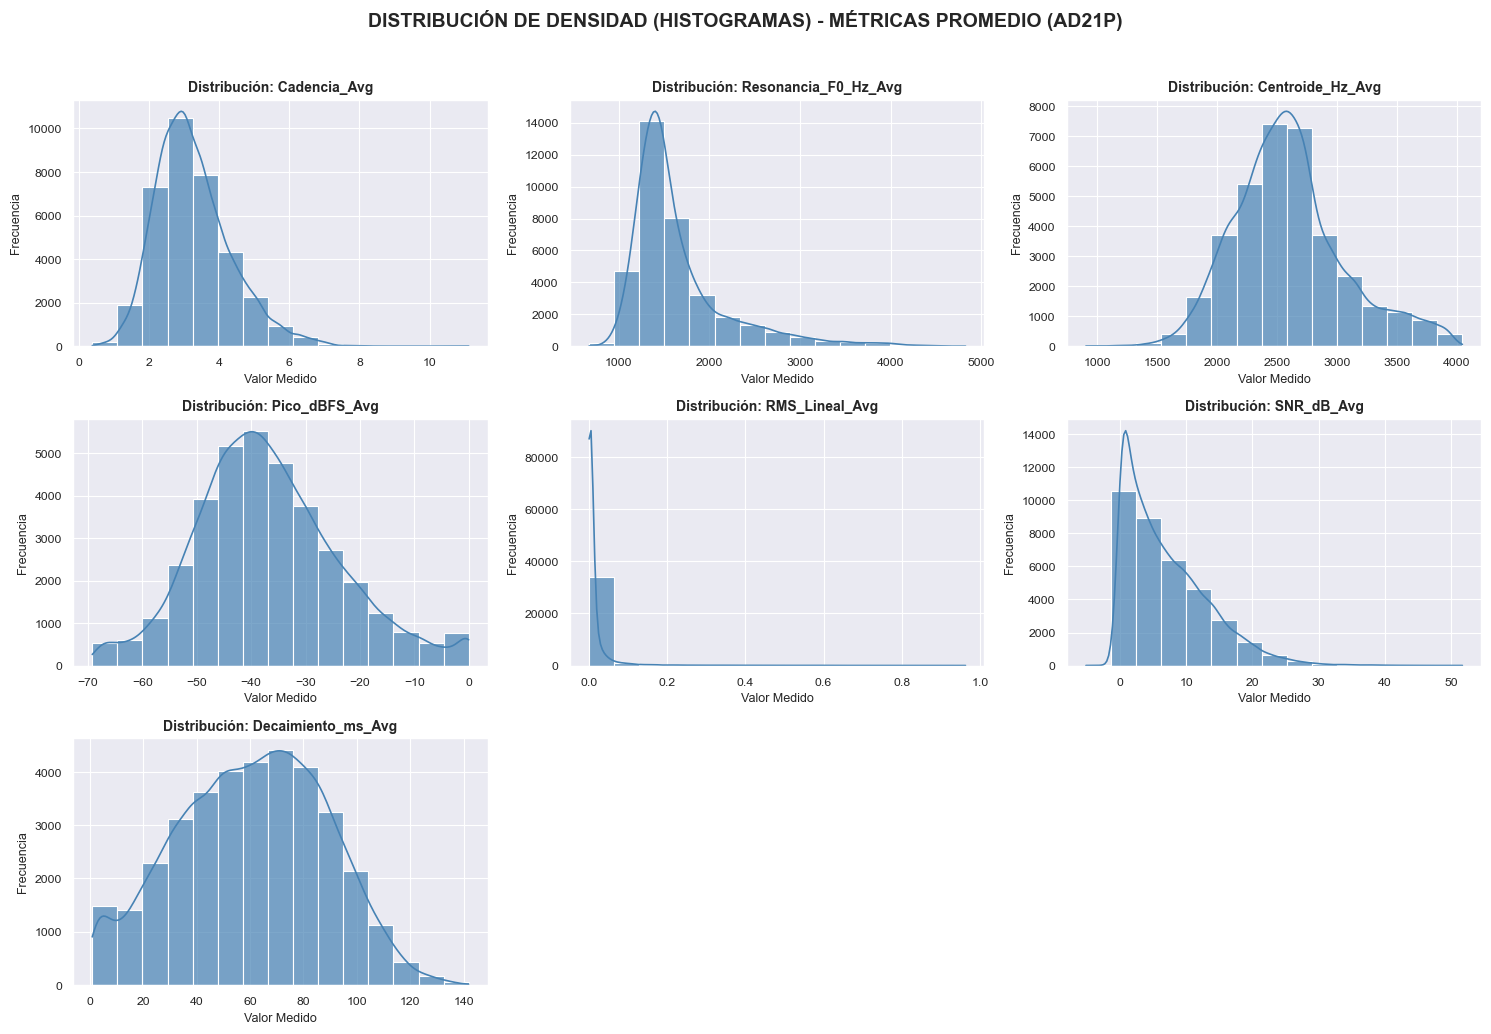 DISTRIBUCIÓN DE DENSIDAD (HISTOGRAMAS) - MÉTRICAS PROMEDIO (AD21P)
Distribución: Cadencia_Avg
Frecuencia
10000
8000
6000
4000
2000
0
0 2 4 6 8 10
Valor Medido
Distribución: Resonancia_F0_Hz_Avg
Frecuencia
14000
12000
10000
8000
6000
4000
2000
0
1000 2000 3000 4000 5000
Valor Medido
Distribución: Centroide_Hz_Avg
Frecuencia
8000
7000
6000
5000
4000
3000
2000
1000
0
1000 1500 2000 2500 3000 3500 4000
Valor Medido
Distribución: Pico_dBFS_Avg
Frecuencia
5000
4000
3000
2000
1000
0
−70 −60 −50 −40 −30 −20 −10 0
Valor Medido
Distribución: RMS_Lineal_Avg
Frecuencia
80000
60000
40000
20000
0
0.0 0.2 0.4 0.6 0.8 1.0
Valor Medido
Distribución: SNR_dB_Avg
Frecuencia
14000
12000
10000
8000
6000
4000
2000
0
0 10 20 30 40 50
Valor Medido
Distribución: Decaimiento_ms_Avg
Frecuencia
4000
3000
2000
1000
0
0 20 40 60 80 100 120 140
Valor Medido